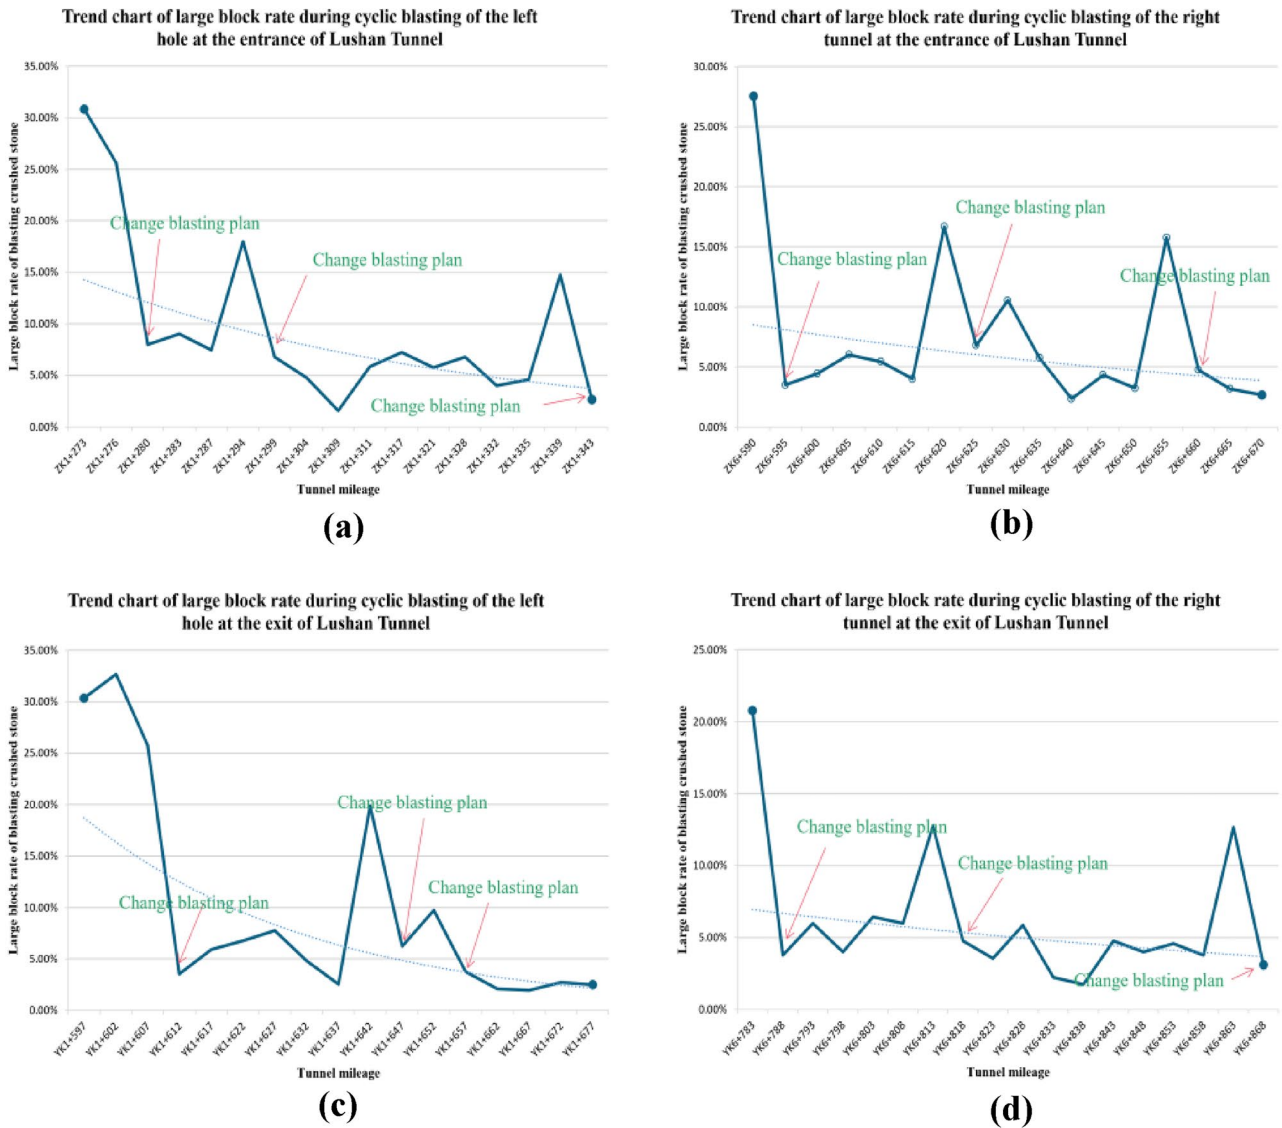 Trend chart of large block rate during cyclic blasting of the left
hole at the entrance of Lushan Tunnel
Large block rate of blasting crushed stone
35.00%
30.00%
25.00%
20.00%
15.00%
10.00%
5.00%
0.00%
Change blasting plan
Change blasting plan
Change blasting plan
ZK1+273
ZK1+276
ZK1+280
ZK1+283
ZK1+287
ZK1+294
ZK1+299
ZK1+304
ZK1+309
ZK1+311
ZK1+317
ZK1+321
ZK1+328
ZK1+332
ZK1+335
ZK1+339
ZK1+343
Tunnel mileage
(a)
Trend chart of large block rate during cyclic blasting of the right
tunnel at the entrance of Lushan Tunnel
Large block rate of blasting crushed stone
30.00%
25.00%
20.00%
15.00%
10.00%
5.00%
0.00%
Change blasting plan
Change blasting plan
Change blasting plan
ZK6+590
ZK6+595
ZK6+600
ZK6+605
ZK6+610
ZK6+615
ZK6+620
ZK6+625
ZK6+630
ZK6+635
ZK6+640
ZK6+645
ZK6+650
ZK6+655
ZK6+660
ZK6+665
ZK6+670
Tunnel mileage
(b)
Trend chart of large block rate during cyclic blasting of the left
hole at the exit of Lushan Tunnel
Large block rate of blasting crushed stone
35.00%
30.00%
25.00%
20.00%
15.00%
10.00%
5.00%
0.00%
Change blasting plan
Change blasting plan
Change blasting plan
YK1+597
YK1+602
YK1+607
YK1+612
YK1+617
YK1+622
YK1+627
YK1+632
YK1+637
YK1+642
YK1+647
YK1+652
YK1+657
YK1+662
YK1+667
YK1+672
YK1+677
Tunnel mileage
(c)
Trend chart of large block rate during cyclic blasting of the right
tunnel at the exit of Lushan Tunnel
Large block rate of blasting crushed stone
25.00%
20.00%
15.00%
10.00%
5.00%
0.00%
Change blasting plan
Change blasting plan
Change blasting plan
YK6+783
YK6+788
YK6+793
YK6+798
YK6+803
YK6+808
YK6+813
YK6+818
YK6+823
YK6+828
YK6+833
YK6+838
YK6+843
YK6+848
YK6+853
YK6+858
YK6+863
YK6+868
Tunnel mileage
(d)